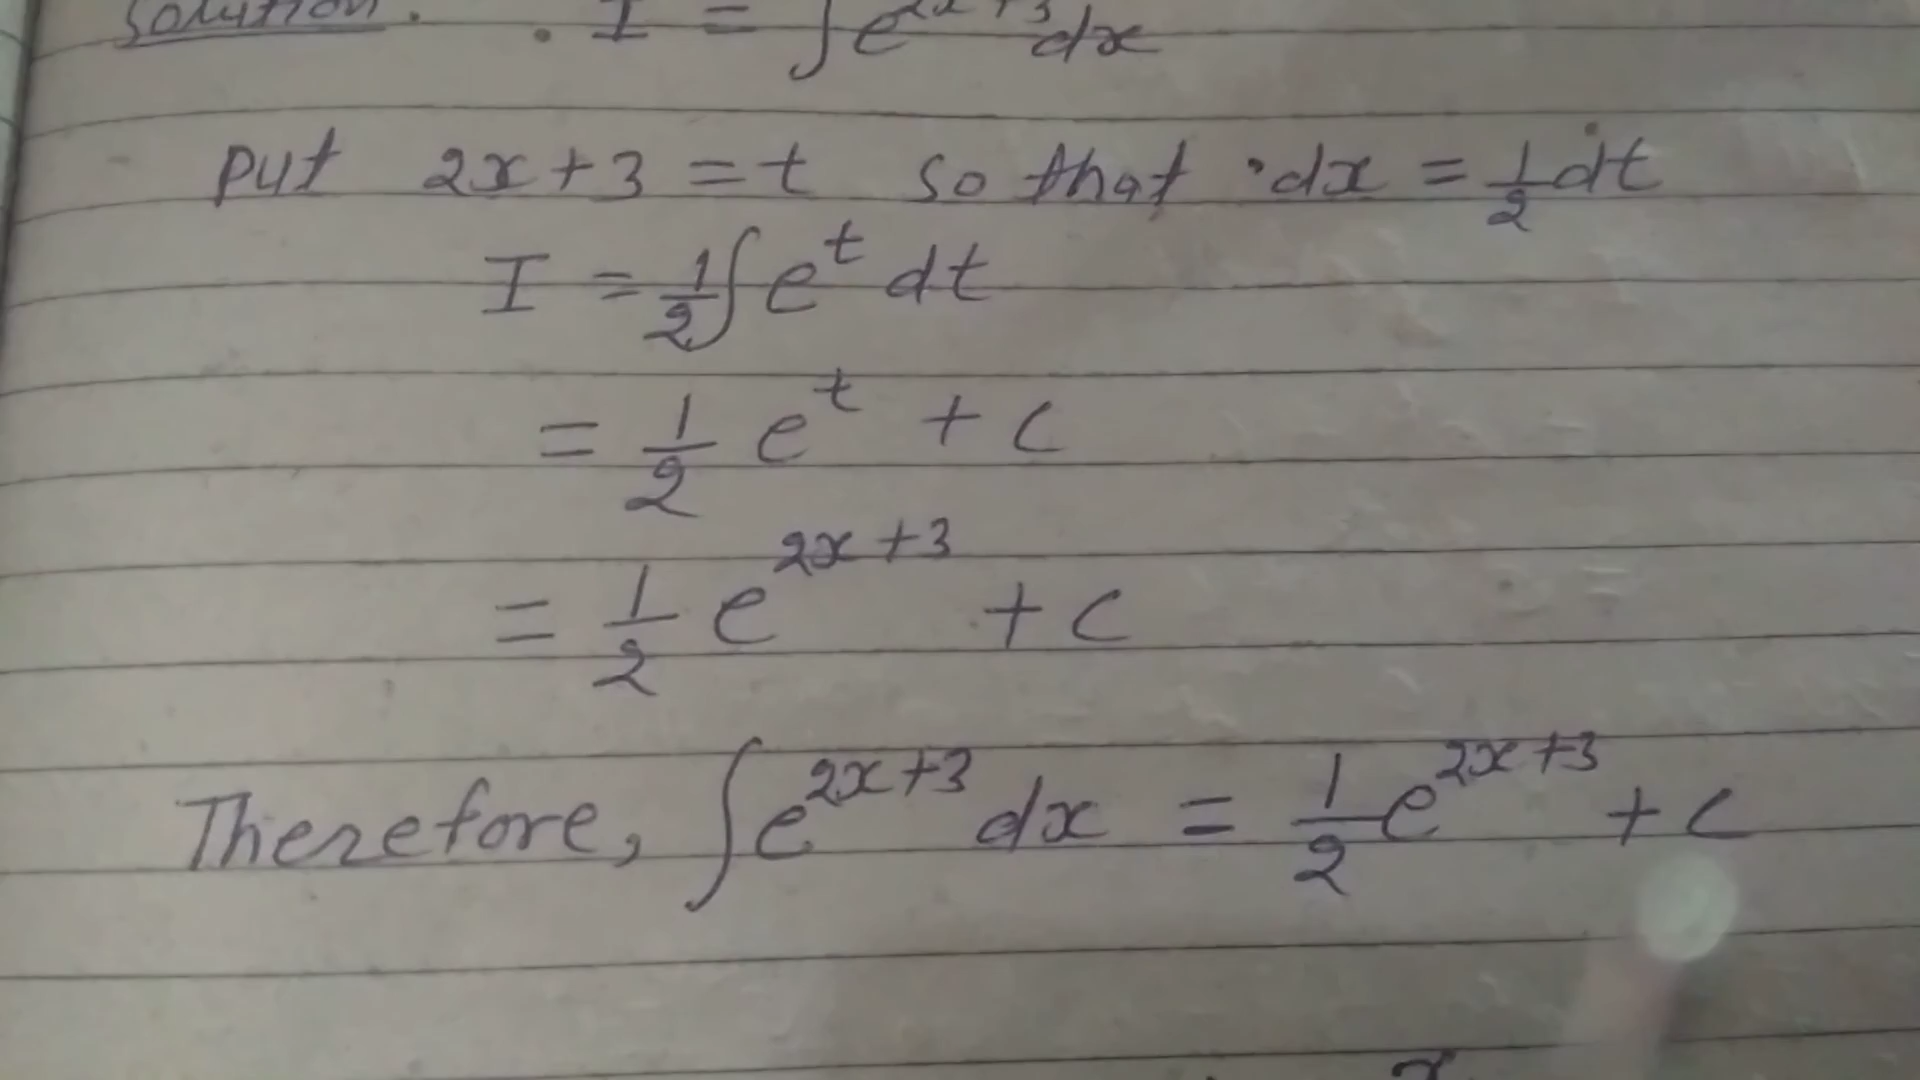 Solution. . I = ∫e^{2x+3}dx
Put 2x+3 = t so that dx = 1/2 dt
I = 1/2 ∫e^t dt
= 1/2 e^t + c
= 1/2 e^{2x+3} + c
Therefore, ∫e^{2x+3} dx = 1/2 e^{2x+3} + c